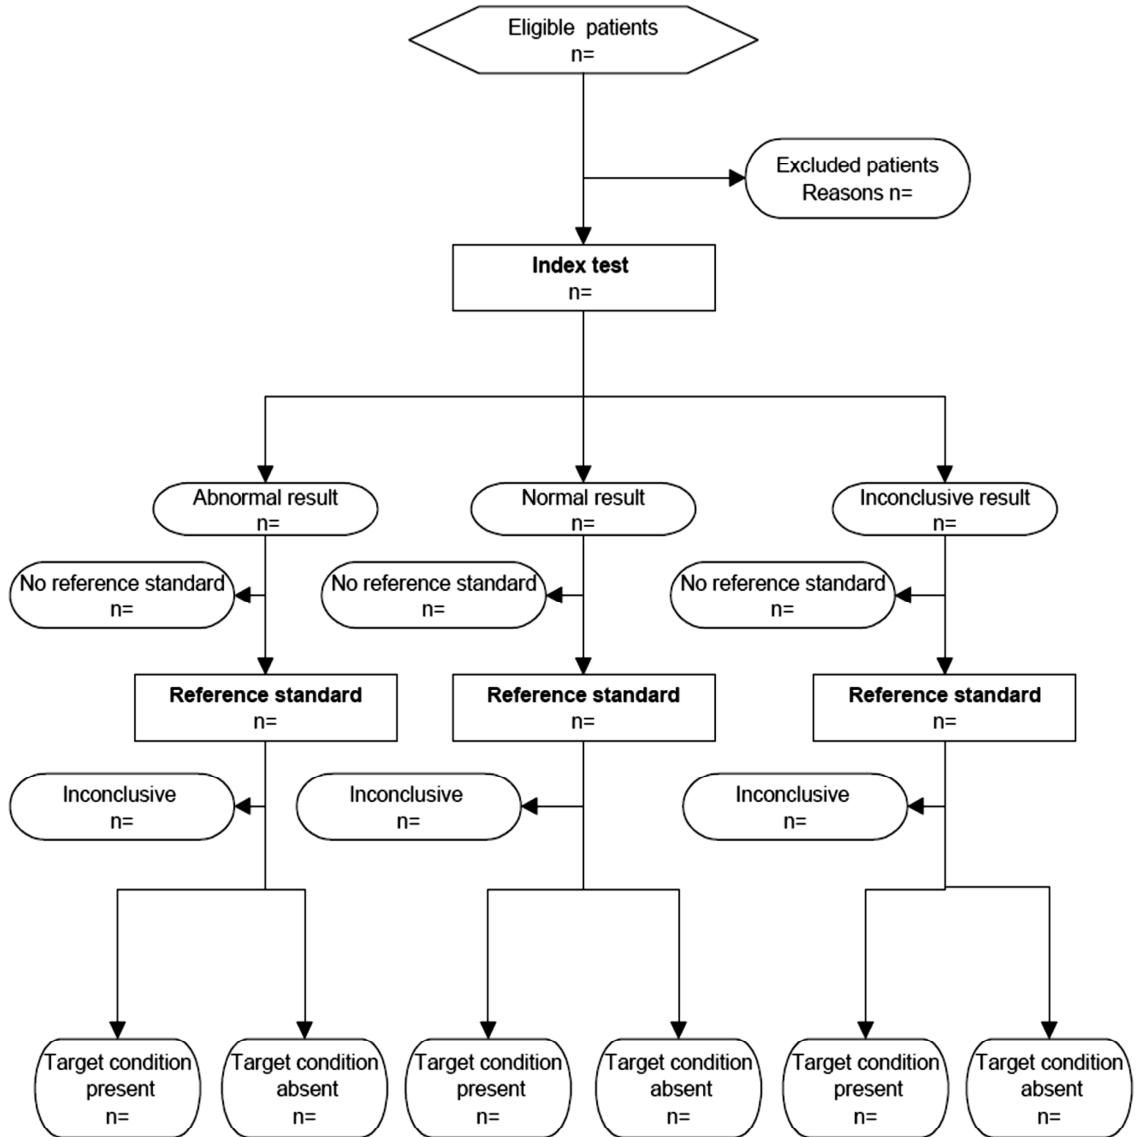 Eligible patients
n=
Excluded patients
Reasons n=
Index test
n=
Abnormal result
n=
Normal result
n=
Inconclusive result
n=
No reference standard
n=
No reference standard
n=
No reference standard
n=
Reference standard
n=
Reference standard
n=
Reference standard
n=
Inconclusive
n=
Inconclusive
n=
Inconclusive
n=
Target condition
present
n=
Target condition
absent
n=
Target condition
present
n=
Target condition
absent
n=
Target condition
present
n=
Target condition
absent
n=